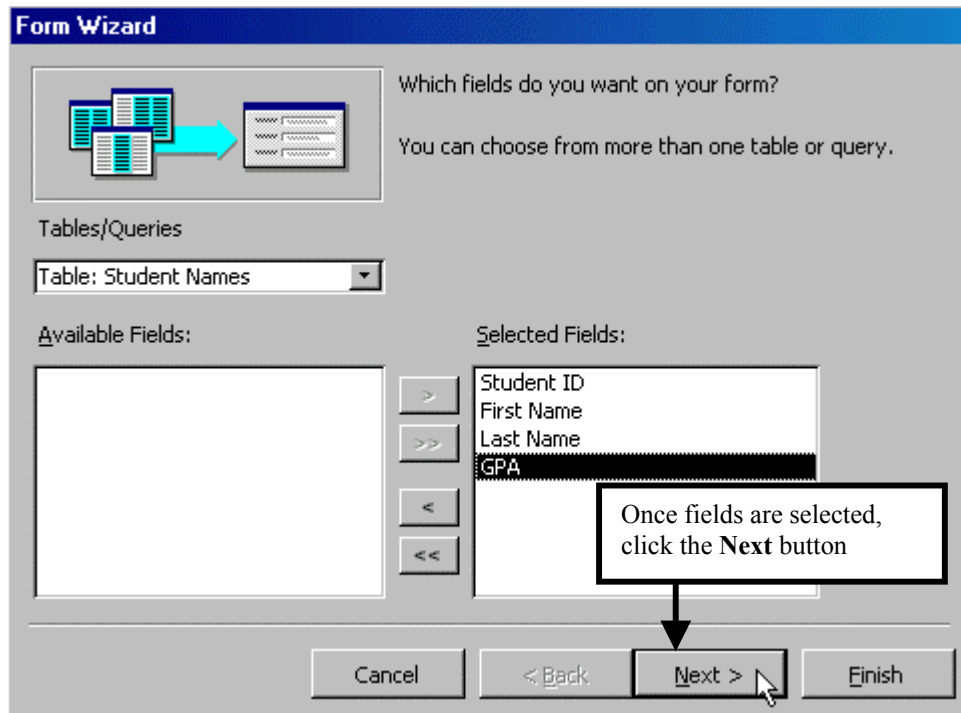 Form Wizard
Which fields do you want on your form?
You can choose from more than one table or query.
Tables/Queries
Table: Student Names
Available Fields:
Selected Fields:
Student ID
First Name
Last Name
GPA
>
>>
<
<<
Once fields are selected,
click the Next button
Cancel
< Back
Next >
Finish